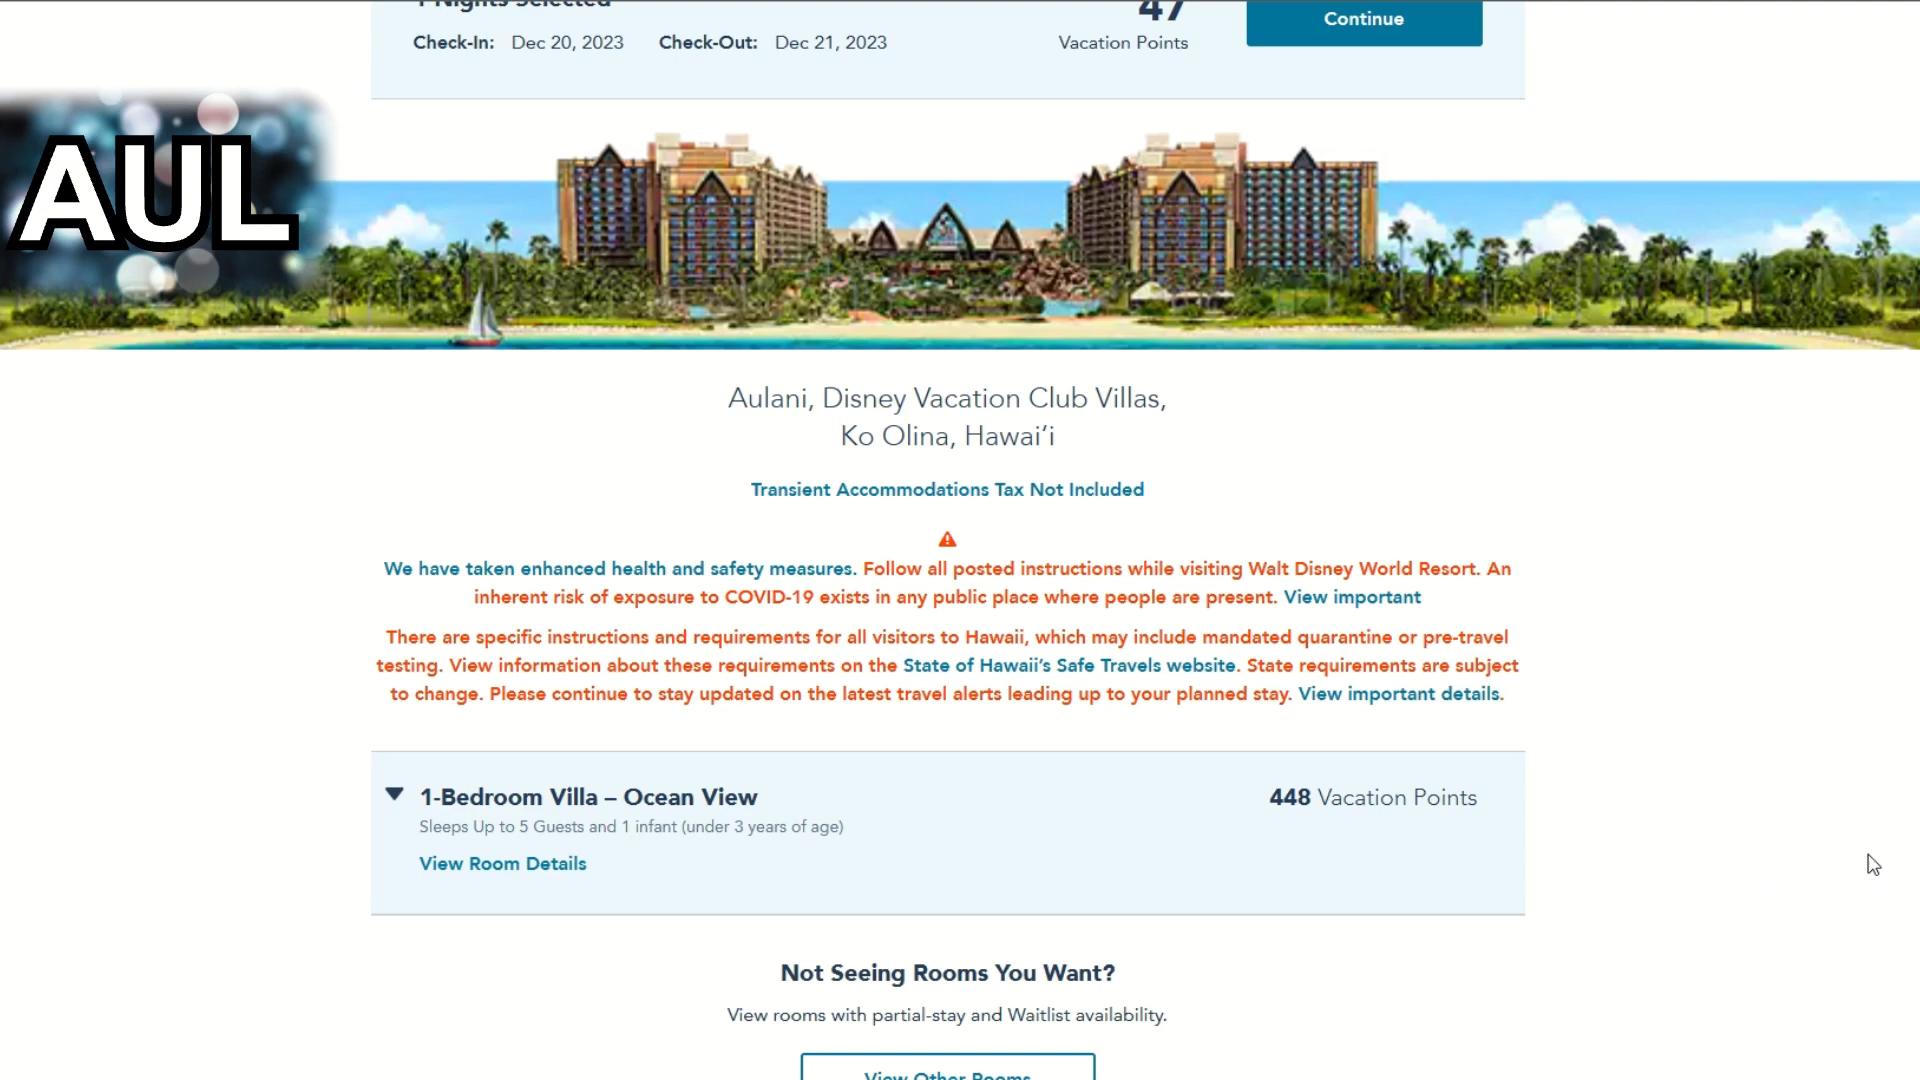 1 Nights Selected
47
Continue
Check-In: Dec 20, 2023 Check-Out: Dec 21, 2023
Vacation Points
AUL
Aulani, Disney Vacation Club Villas,
Ko Olina, Hawai‘i
Transient Accommodations Tax Not Included
We have taken enhanced health and safety measures. Follow all posted instructions while visiting Walt Disney World Resort. An
inherent risk of exposure to COVID-19 exists in any public place where people are present. View important
There are specific instructions and requirements for all visitors to Hawaii, which may include mandated quarantine or pre-travel
testing. View information about these requirements on the State of Hawaii’s Safe Travels website. State requirements are subject
to change. Please continue to stay updated on the latest travel alerts leading up to your planned stay. View important details.
1-Bedroom Villa – Ocean View
448 Vacation Points
Sleeps Up to 5 Guests and 1 infant (under 3 years of age)
View Room Details
Not Seeing Rooms You Want?
View rooms with partial-stay and Waitlist availability.
View Other Rooms